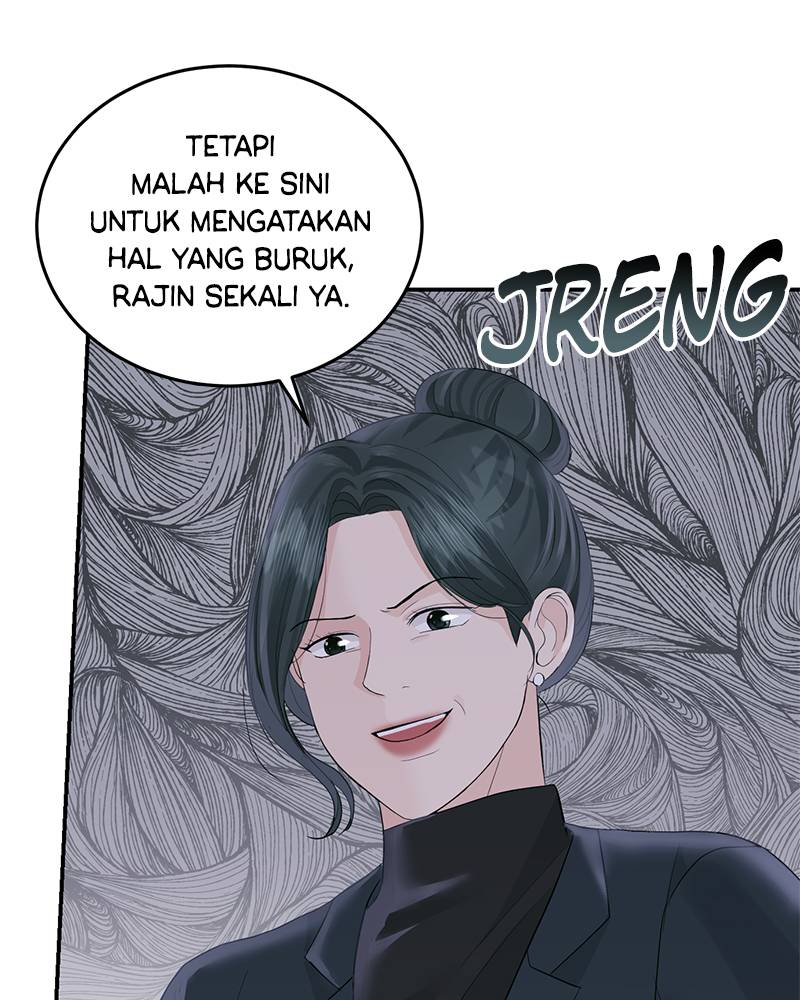 TETAPI
MALAH KE SINI
UNTUK MENGATAKAN
HAL YANG BURUK,
RAJIN SEKALI YA.
JRENG